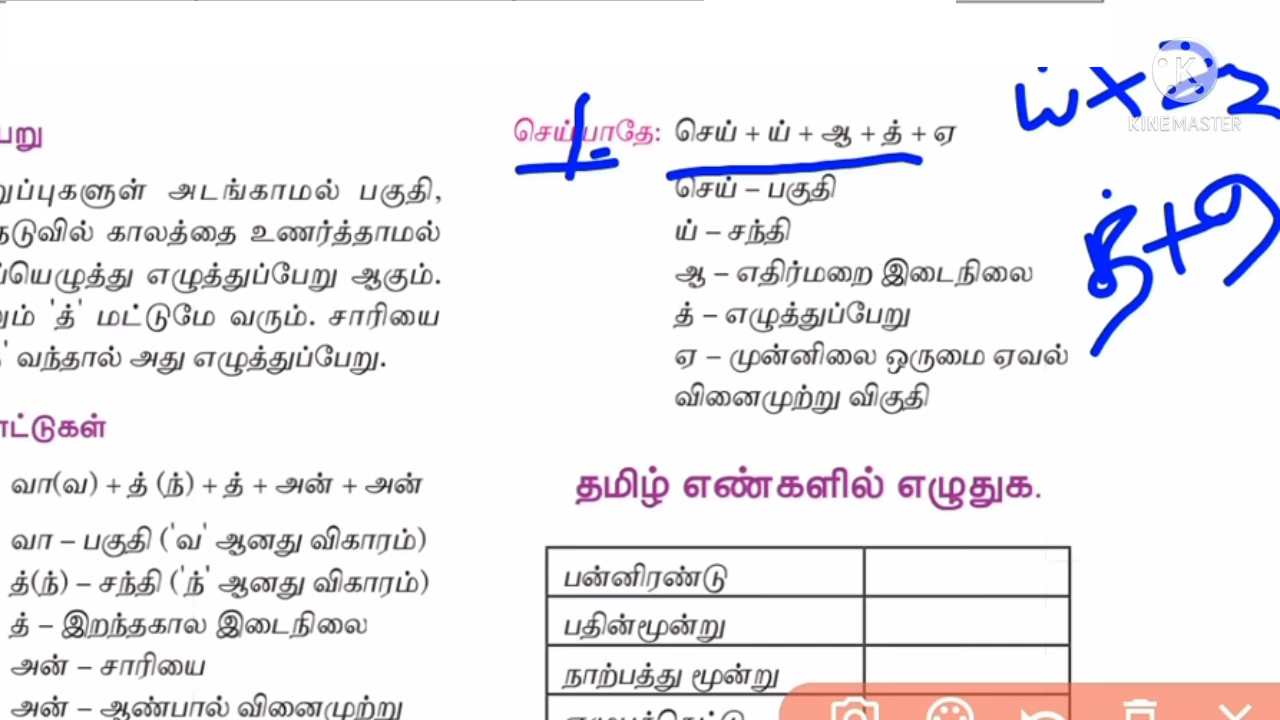 பேறு
றுப்புகளுள் அடங்காமல் பகுதி,
நடுவில் காலத்தை உணர்த்தாமல்
ய்யெழுத்து எழுத்துப்பேறு ஆகும்.
'த்' மட்டுமே வரும். சாரியை
வந்தால் அது எழுத்துப்பேறு.
வா(வ) + த் (ந்) + த் + அன் + அன்
வா – பகுதி ('வ' ஆனது விகாரம்)
த்(ந்) – சந்தி ('ந்' ஆனது விகாரம்)
த் – இறந்தகால இடைநிலை
அன் – சாரியை
அன் – ஆண்பால் வினைமுற்று
செய்யாதே: செய் + ய் + ஆ + த் + ஏ
செய் – பகுதி
ய் – சந்தி
ஆ – எதிர்மறை இடைநிலை
த் – எழுத்துப்பேறு
ஏ – முன்னிலை ஒருமை ஏவல்
வினைமுற்று விகுதி
தமிழ் எண்களில் எழுதுக.
பன்னிரண்டு
பதின்மூன்று
நாற்பத்து மூன்று
KINEMASTER